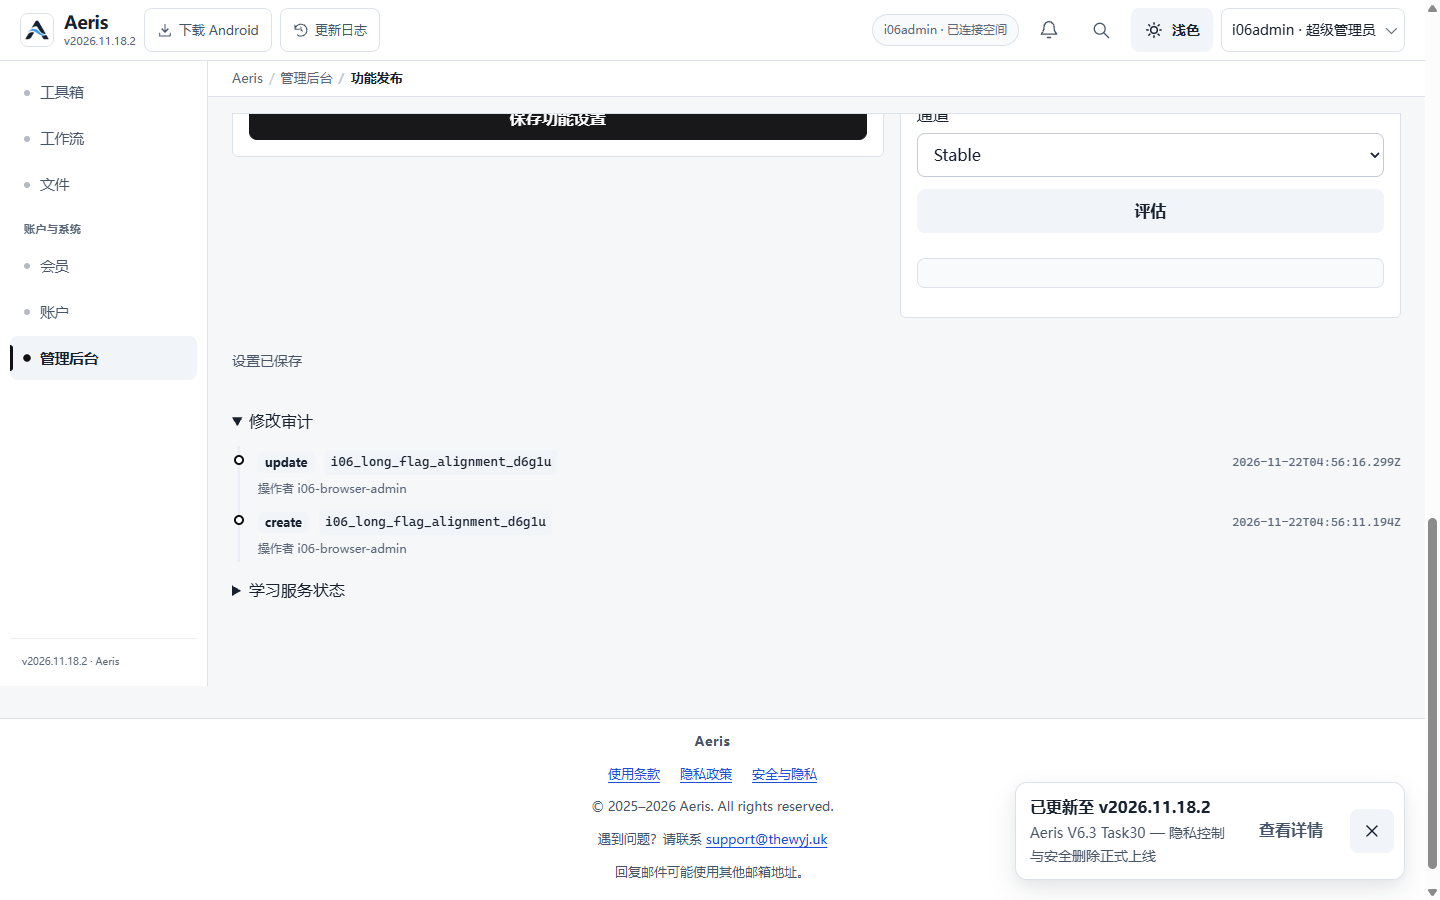 Aeris
v2026.11.18.2
下载 Android
更新日志
i06admin · 已连接空间
浅色
i06admin · 超级管理员
工具箱
工作流
文件
账户与系统
会员
账户
管理后台
v2026.11.18.2 · Aeris
Aeris / 管理后台 / 功能发布
保存功能设置
通道
Stable
评估
设置已保存
修改审计
update i06_long_flag_alignment_d6g1u 2026-11-22T04:56:16.299Z
操作者 i06-browser-admin
create i06_long_flag_alignment_d6g1u 2026-11-22T04:56:11.194Z
操作者 i06-browser-admin
学习服务状态
Aeris
使用条款 隐私政策 安全与隐私
© 2025–2026 Aeris. All rights reserved.
遇到问题？请联系 support@thewyj.uk
回复邮件可能使用其他邮箱地址。
已更新至 v2026.11.18.2
Aeris V6.3 Task30 — 隐私控制
与安全删除正式上线
查看详情